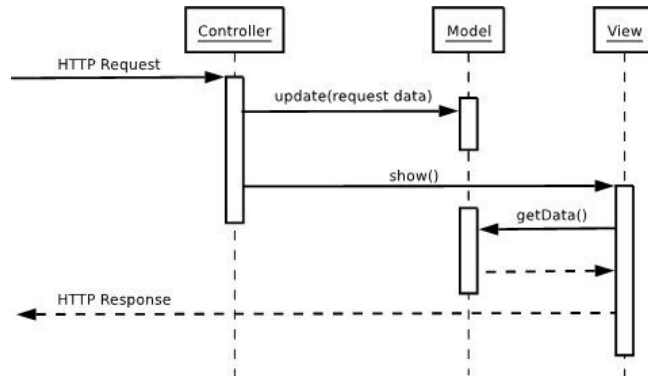 Controller
Model
View
HTTP Request
update(request data)
show()
getData()
HTTP Response